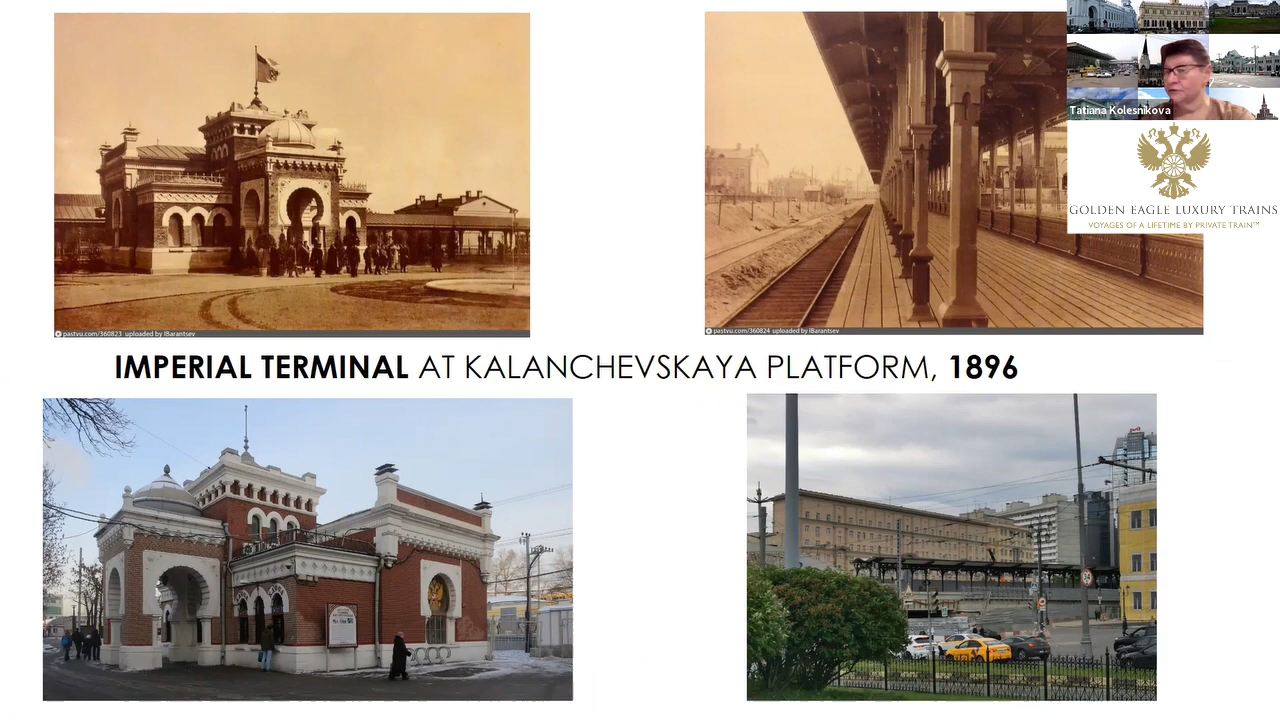 Tatiana Kolesnikova
GOLDEN EAGLE LUXURY TRAINS
VOYAGES OF A LIFETIME BY PRIVATE TRAIN™
pastvu.com/360823 uploaded by IBarantsev
pastvu.com/360824 uploaded by IBarantsev
IMPERIAL TERMINAL AT KALANCHEVSKAYA PLATFORM, 1896